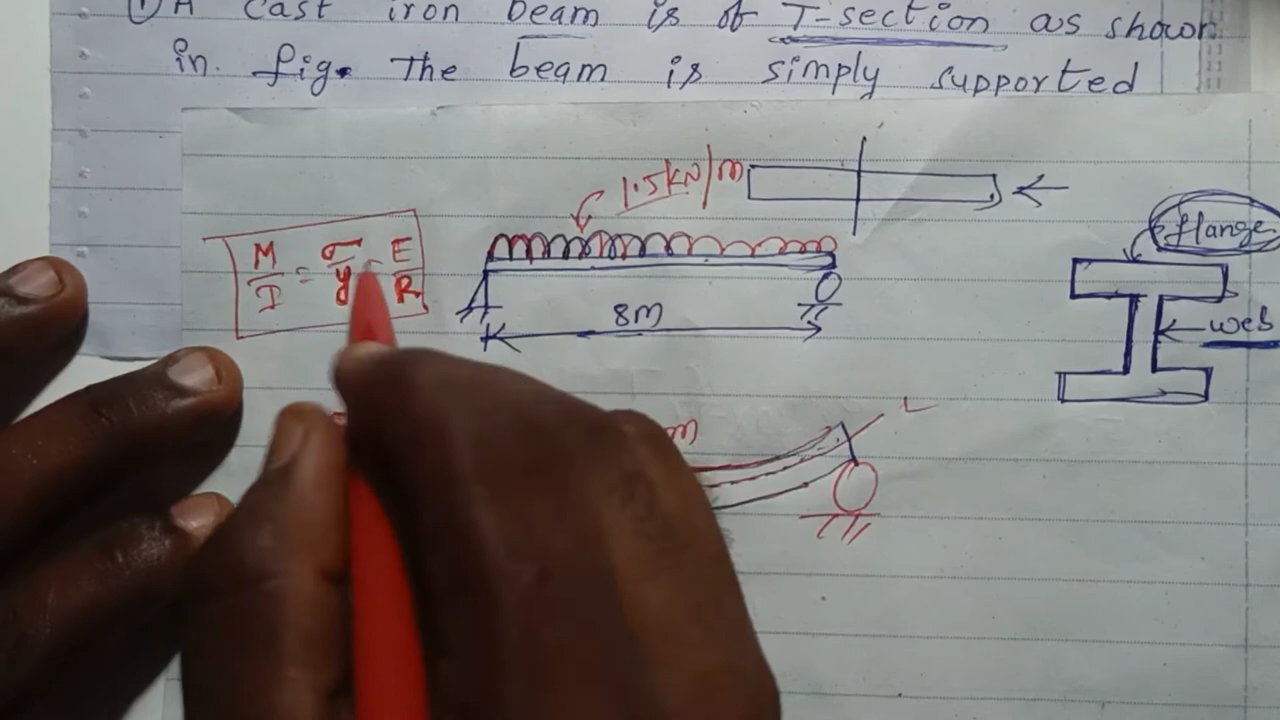 ① A Cast iron beam is of T-section as shown
in. fig. The beam is simply supported
1.5kN/m
flange
M/I = σ/y = E/R
web
8M
m